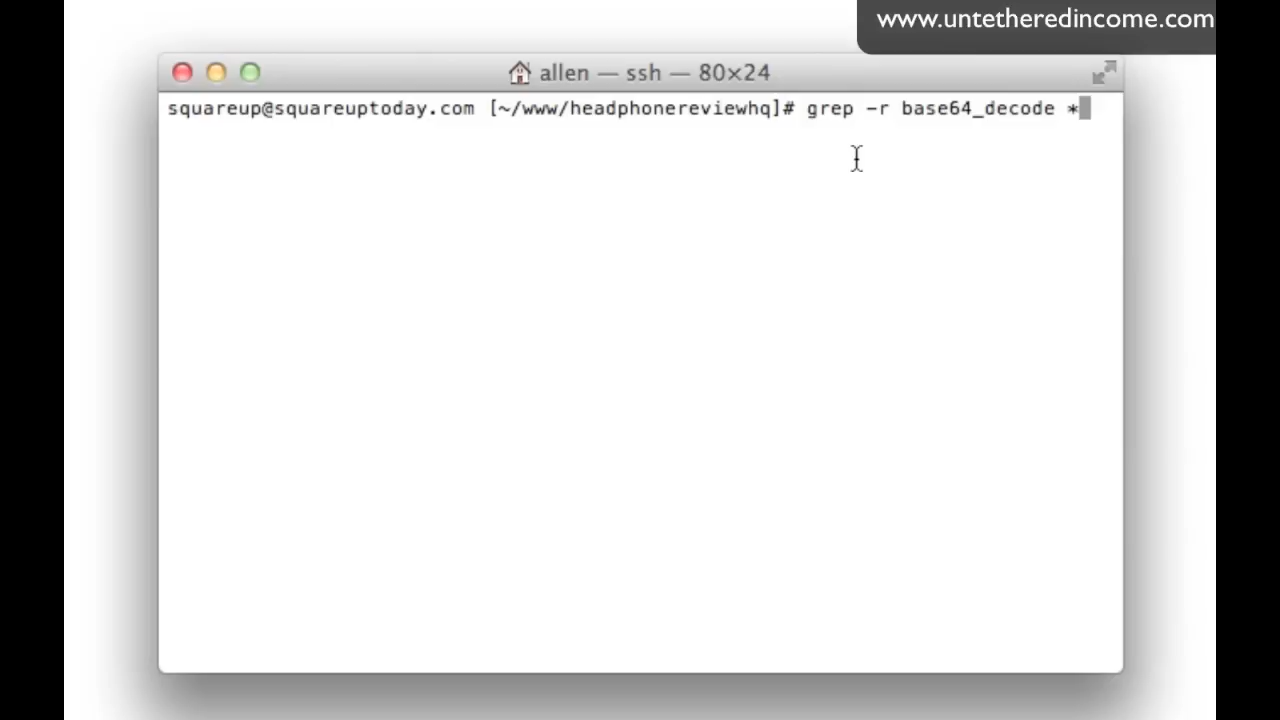 www.untetheredincome.com
allen — ssh — 80×24
squareup@squareuptoday.com [~/www/headphonereviewhq]# grep -r base64_decode *